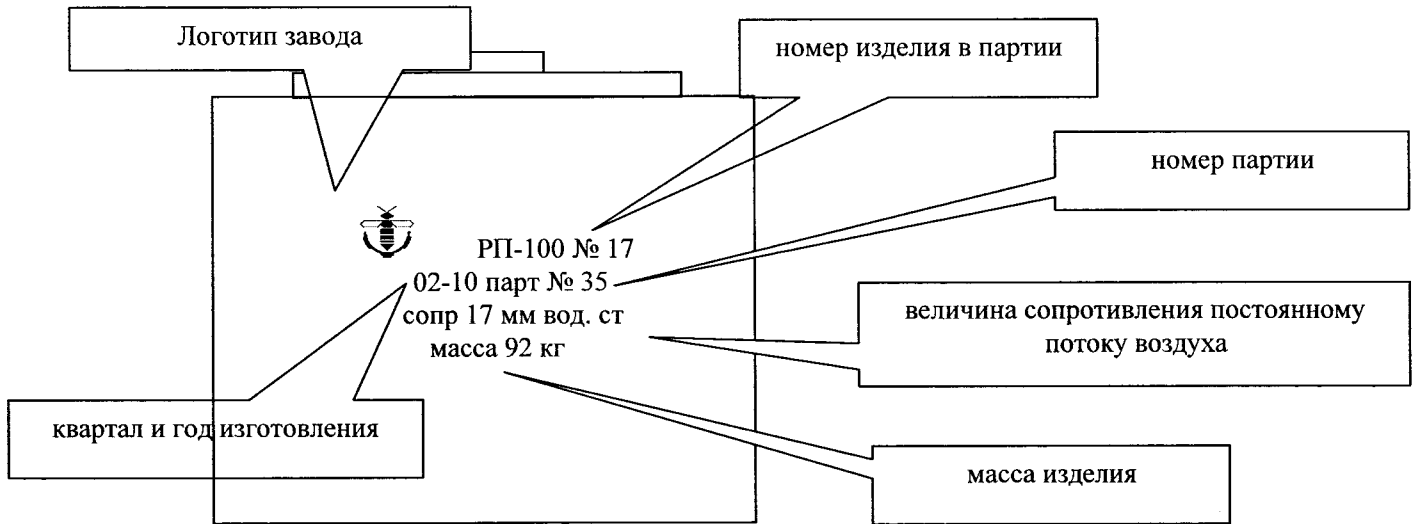 Логотип завода
номер изделия в партии
номер партии
РП-100 № 17
02-10 парт № 35
сопр 17 мм вод. ст
масса 92 кг
величина сопротивления постоянному
потоку воздуха
квартал и год изготовления
масса изделия